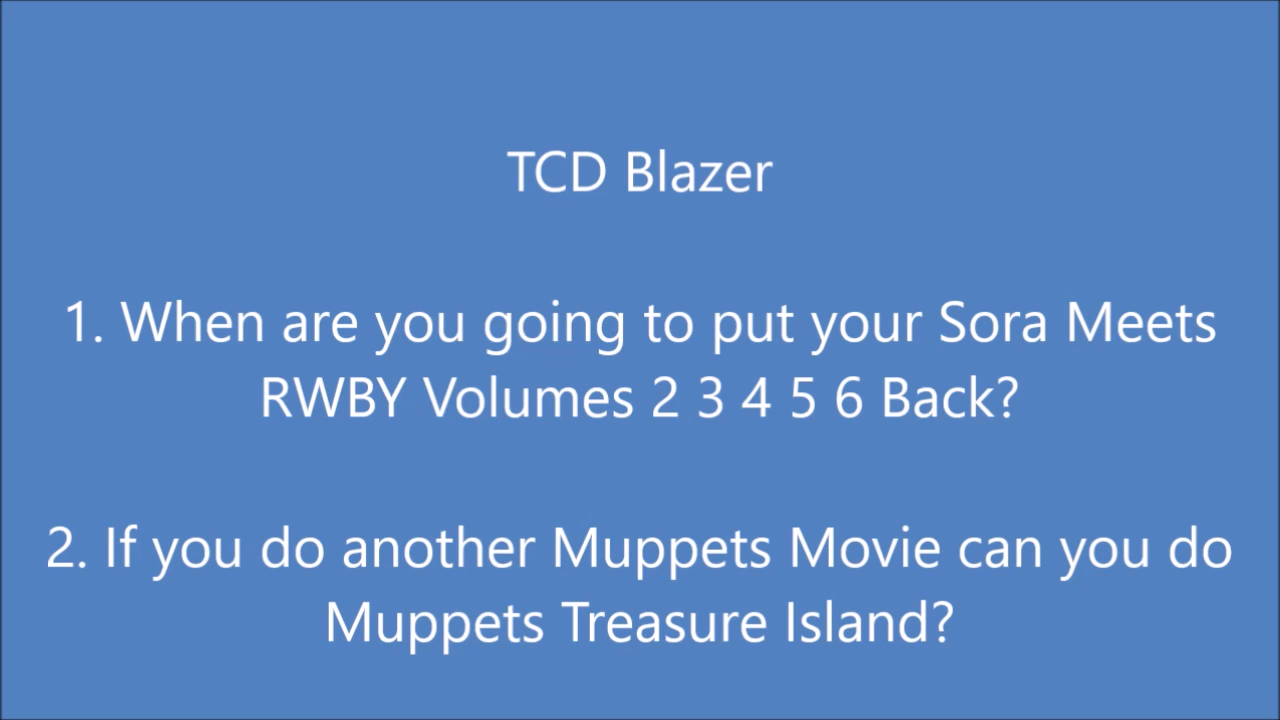 TCD Blazer
1. When are you going to put your Sora Meets
RWBY Volumes 2 3 4 5 6 Back?
2. If you do another Muppets Movie can you do
Muppets Treasure Island?